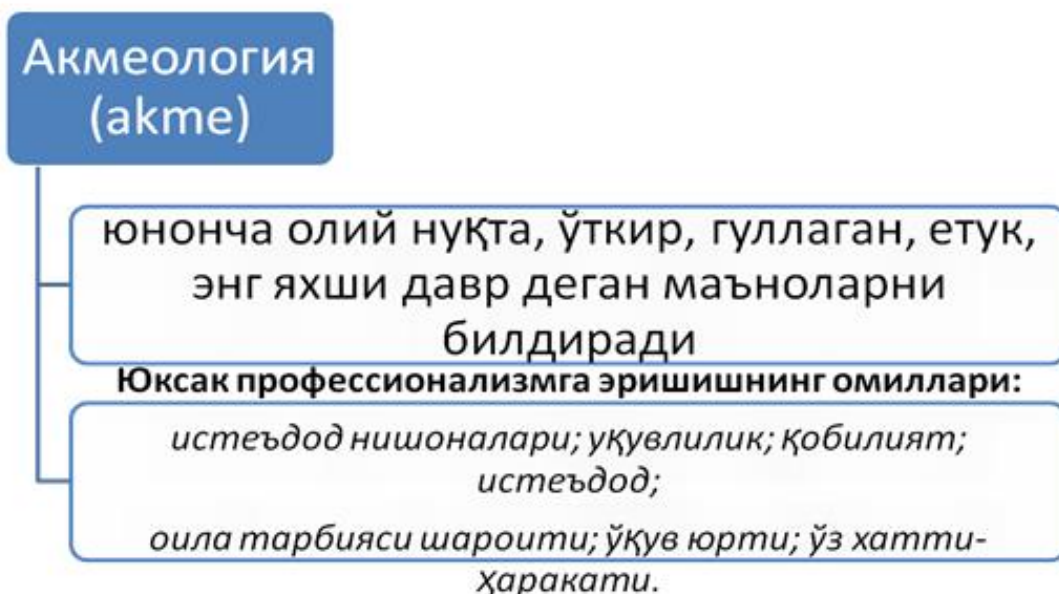 Акмеология
(akme)
юнонча олий нуқта, ўткир, гуллаган, етук,
энг яхши давр деган маъноларни
билдиради
Юксак профессионализмга эришишнинг омиллари:
истеъдод нишоналари; уқувлилик; қобилият;
истеъдод;
оила тарбияси шароити; ўқув юрти; ўз хатти-
ҳаракати.